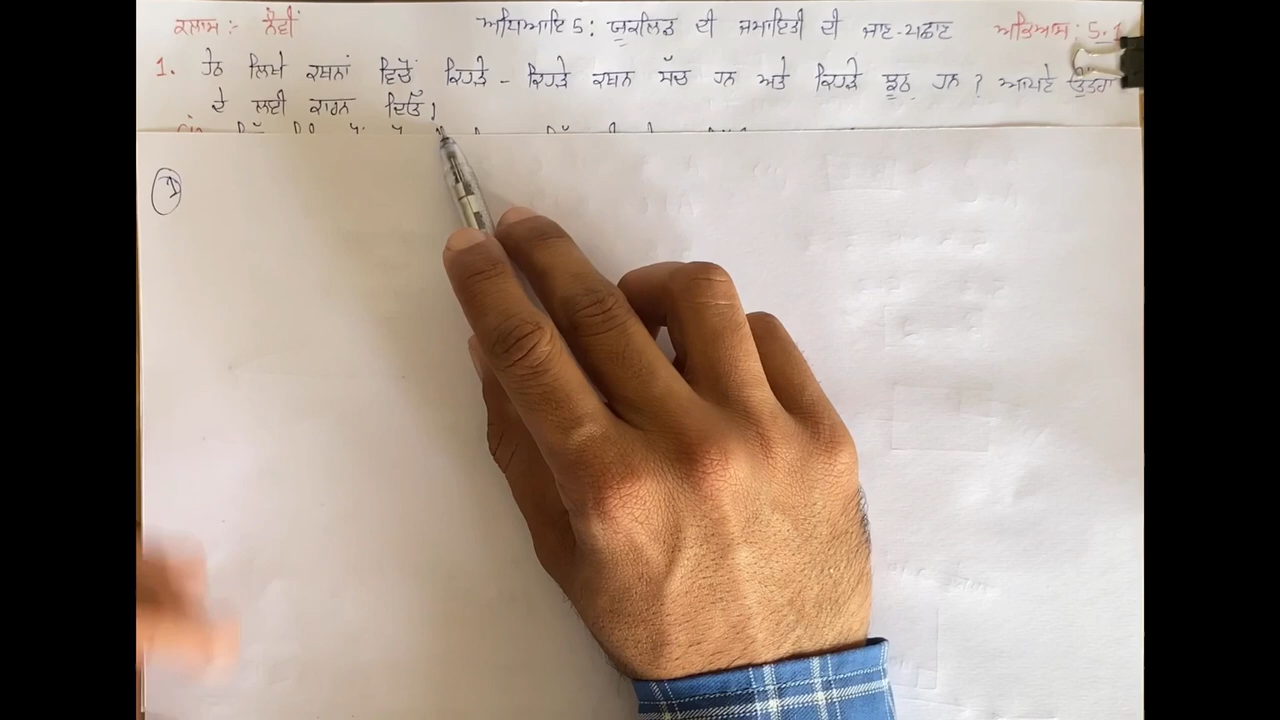 ਕਲਾਸ :- ਨੌਵੀਂ ਅਧਿਆਇ 5 : ਯੂਕਲਿਡ ਦੀ ਜਮਾਇਤੀ ਦੀ ਜਾਣ-ਪਛਾਣ ਅਭਿਆਸ : 5.1
1. ਹੇਠ ਲਿਖੇ ਕਥਨਾਂ ਵਿਚੋਂ ਕਿਹੜੇ - ਕਿਹੜੇ ਕਥਨ ਸੱਚ ਹਨ ਅਤੇ ਕਿਹੜੇ ਝੂਠ ਹਨ ? ਆਪਣੇ ਉੱਤਰਾਂ
ਦੇ ਲਈ ਕਾਰਨ ਦਿਓ।